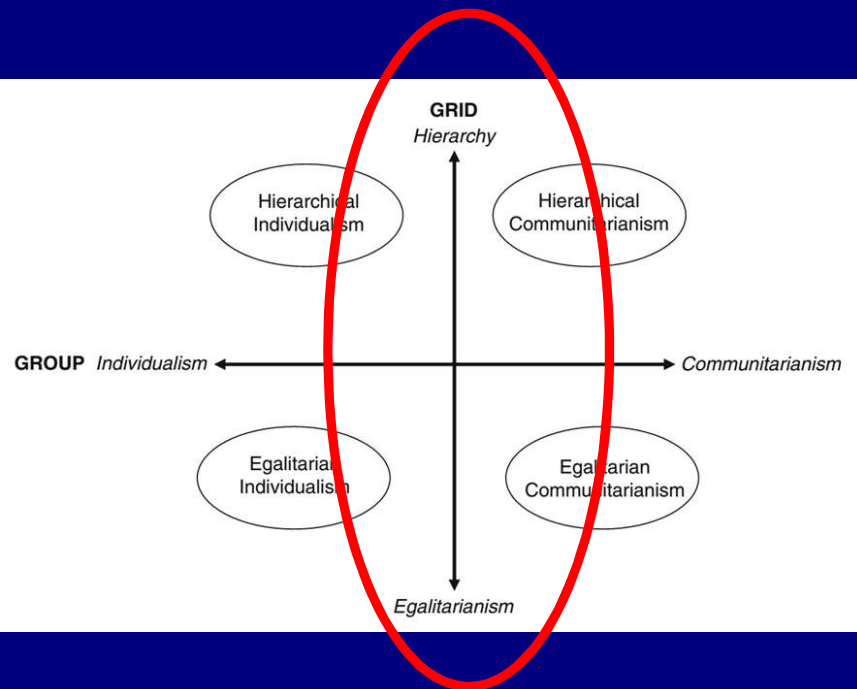 GRID
Hierarchy
Hierarchical
Individualism
Hierarchical
Communitarianism
GROUP Individualism
Communitarianism
Egalitarian
Individualism
Egalitarian
Communitarianism
Egalitarianism